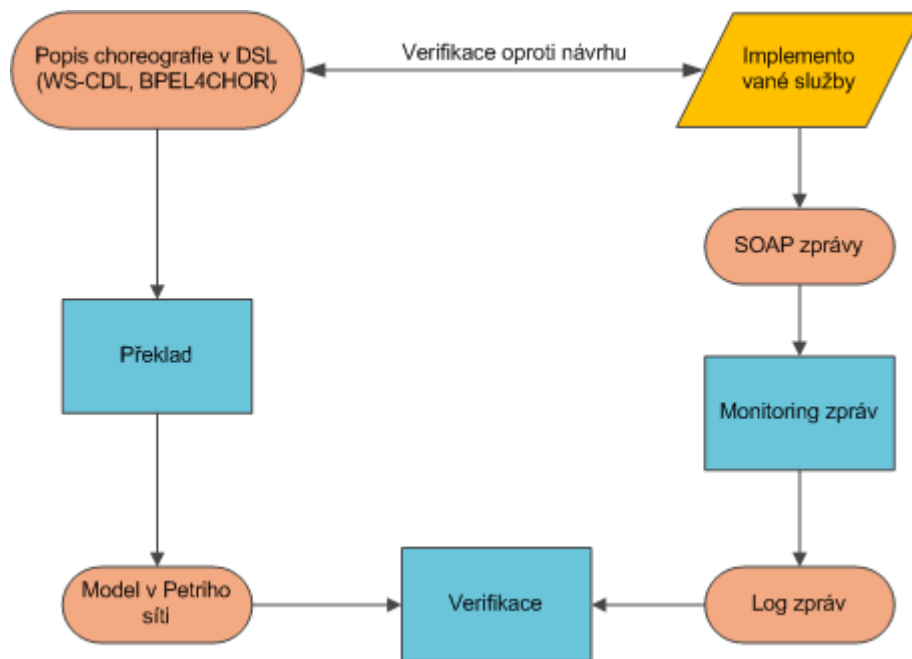 Popis choreografie v DSL
(WS-CDL, BPEL4CHOR)
Verifikace oproti návrhu
Implemento
vané služby
SOAP zprávy
Překlad
Monitoring zpráv
Model v Petriho
síti
Verifikace
Log zpráv